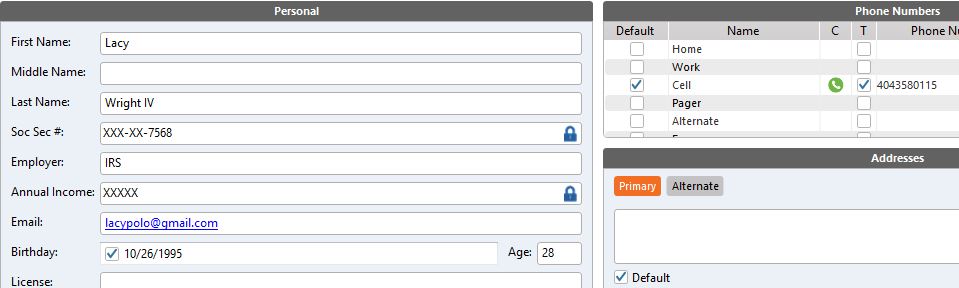 Personal
First Name: Lacy
Middle Name:
Last Name: Wright IV
Soc Sec #: XXX-XX-7568
Employer: IRS
Annual Income: XXXXX
Email: lacypolo@gmail.com
Birthday: 10/26/1995 Age: 28
License:
Phone Numbers
Default Name C T Phone
Home
Work
Cell 4043580115
Pager
Alternate
Addresses
Primary Alternate
Default